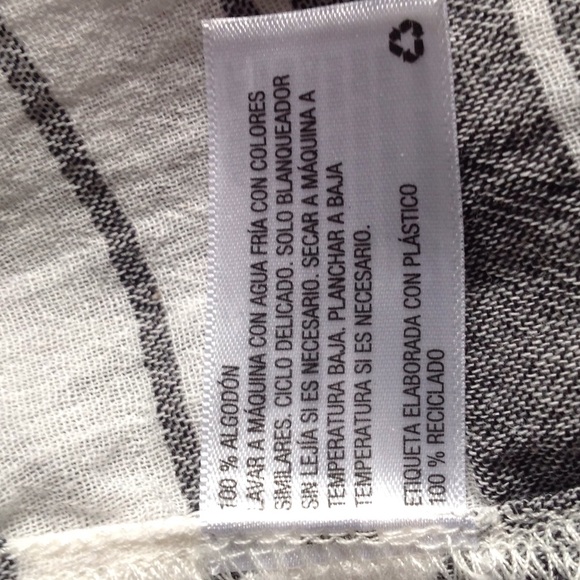 100 % ALGODÓN
LAVAR A MÁQUINA CON AGUA FRÍA CON COLORES
SIMILARES. CICLO DELICADO. SOLO BLANQUEADOR
SIN LEJÍA SI ES NECESARIO. SECAR A MÁQUINA A
TEMPERATURA BAJA. PLANCHAR A BAJA
TEMPERATURA SI ES NECESARIO.
ETIQUETA ELABORADA CON PLÁSTICO
100 % RECICLADO